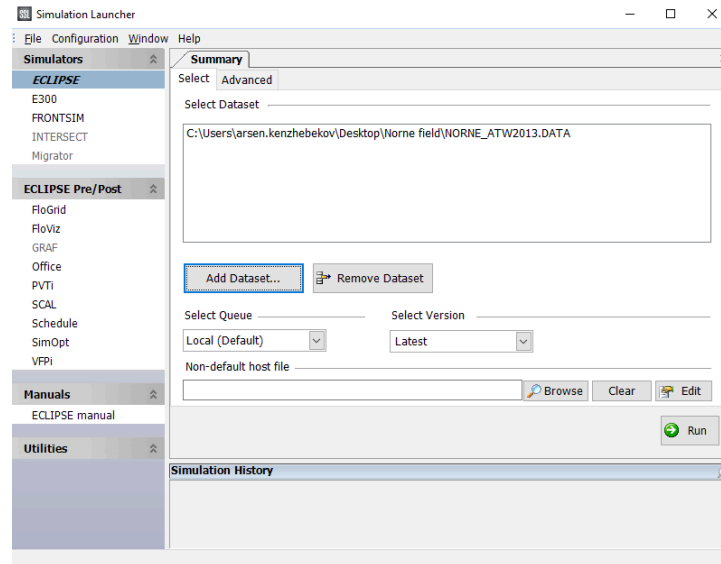 SSL Simulation Launcher
File Configuration Window Help
Simulators
ECLIPSE
E300
FRONTSIM
INTERSECT
Migrator
ECLIPSE Pre/Post
FloGrid
FloViz
GRAF
Office
PVTi
SCAL
Schedule
SimOpt
VFPi
Manuals
ECLIPSE manual
Utilities
Summary
Select Advanced
Select Dataset
C:\Users\arsen.kenzhebekov\Desktop\Norne field\NORNE_ATW2013.DATA
Add Dataset... Remove Dataset
Select Queue Select Version
Local (Default) Latest
Non-default host file
Browse Clear Edit
Run
Simulation History